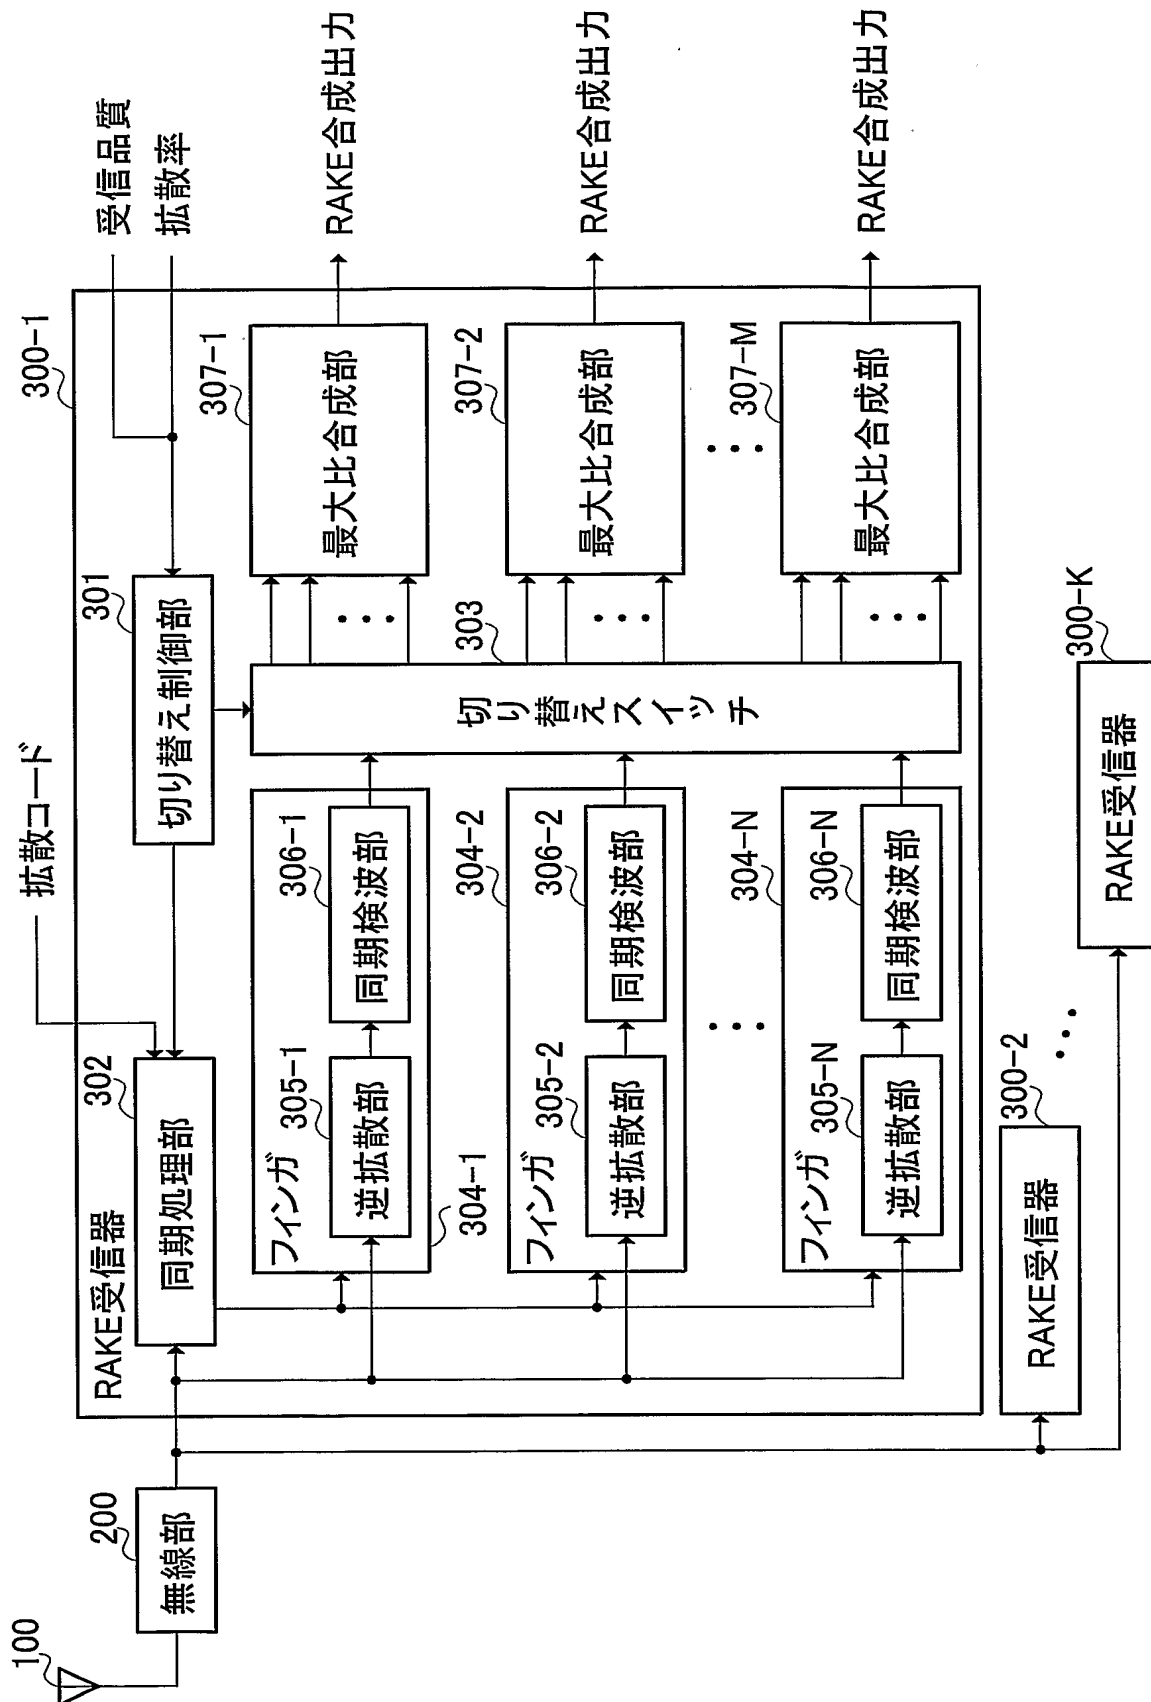 100
200
無線部
300-1
RAKE受信器
拡散コード
受信品質
拡散率
302
同期処理部
301
切り替え制御部
フィンガ
304-1
305-1
逆拡散部
306-1
同期検波部
フィンガ
304-2
305-2
逆拡散部
306-2
同期検波部
フィンガ
304-N
305-N
逆拡散部
306-N
同期検波部
303
切り替えスイッチ
307-1
最大比合成部
RAKE合成出力
307-2
最大比合成部
RAKE合成出力
307-M
最大比合成部
RAKE合成出力
300-2
RAKE受信器
300-K
RAKE受信器